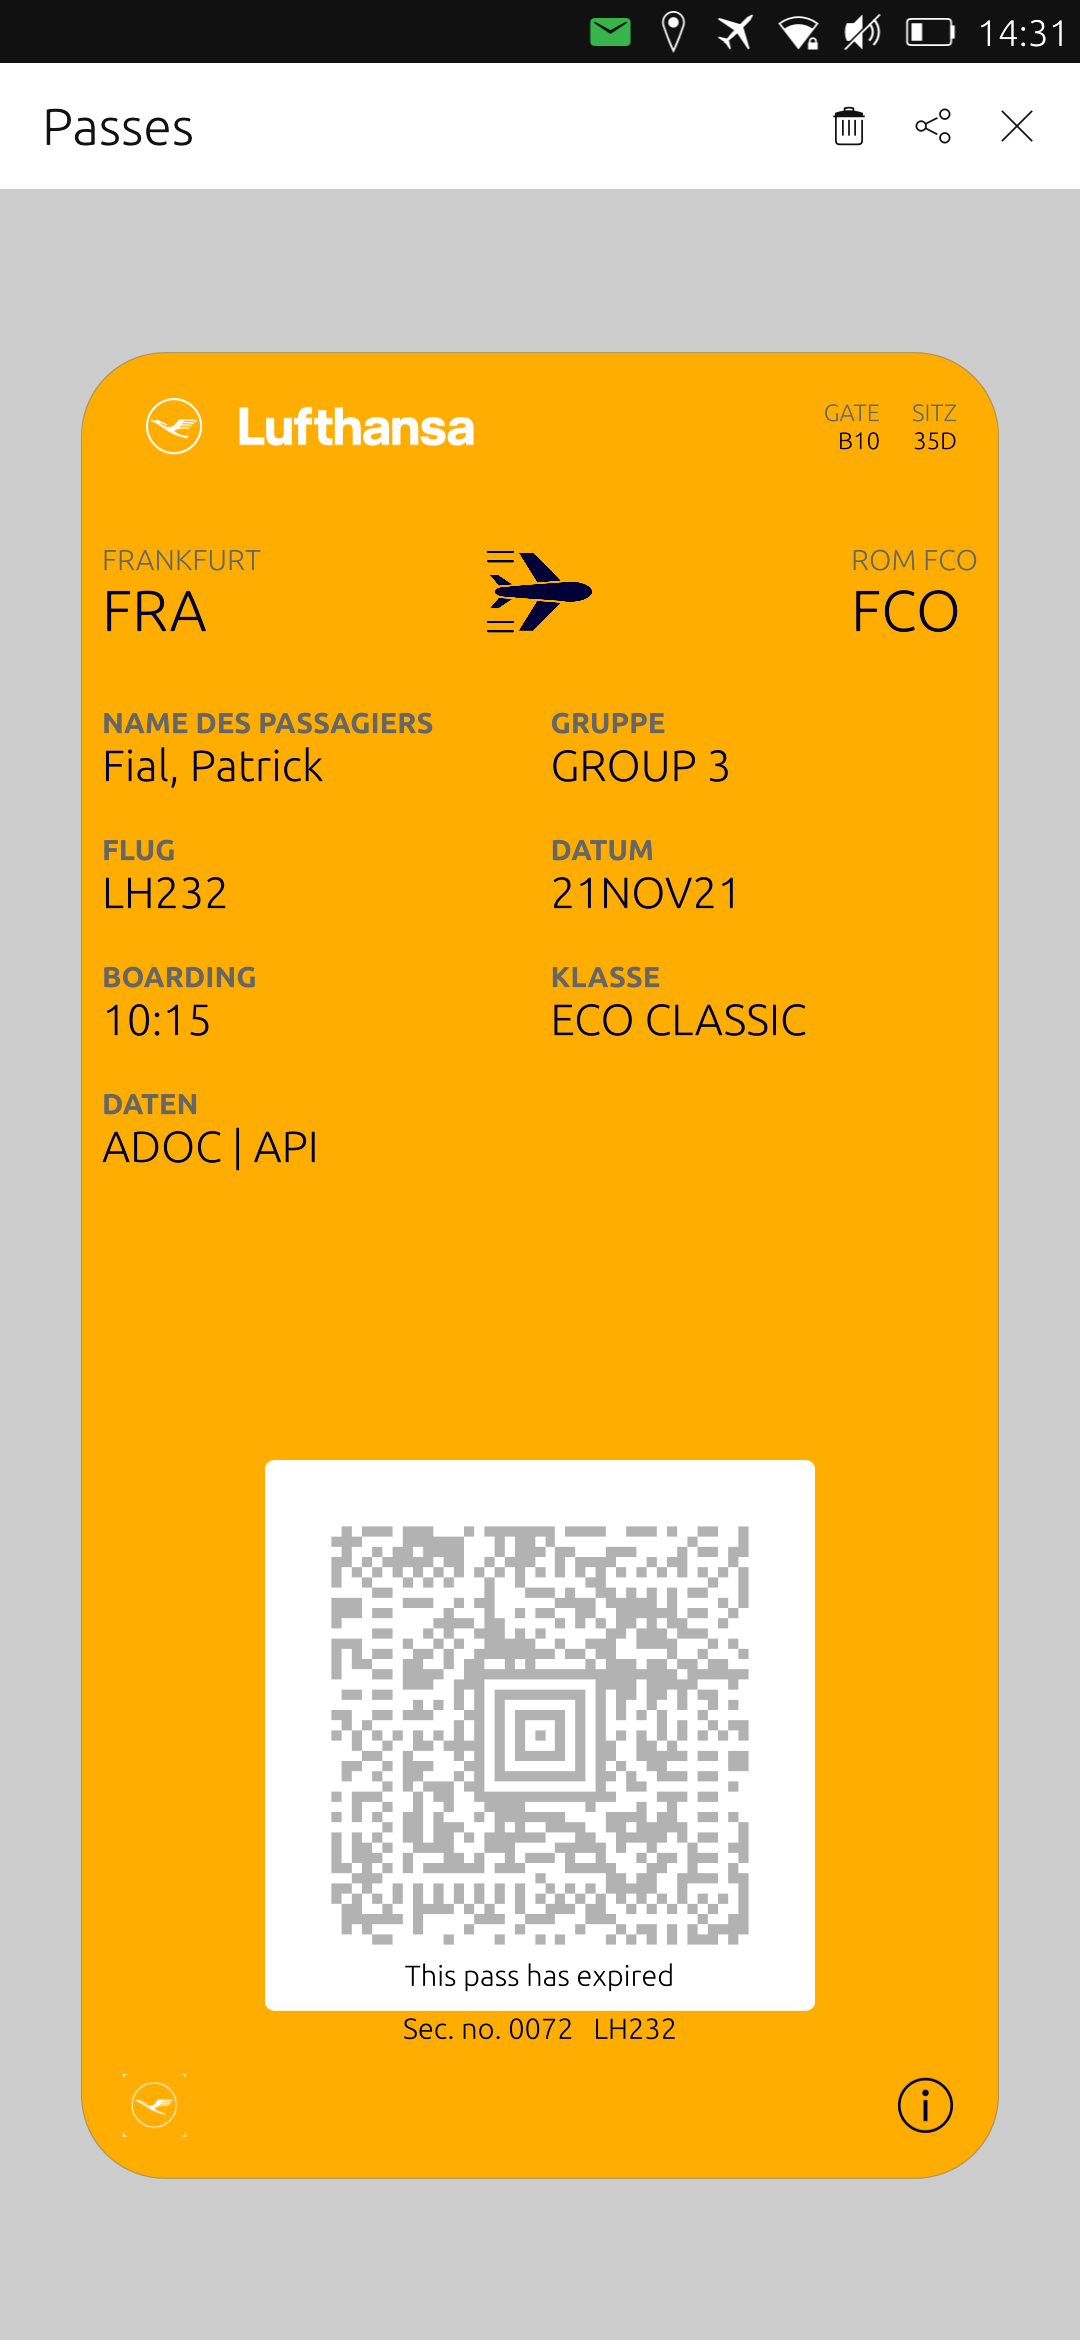 14:31
Passes
Lufthansa
GATE SITZ
B10 35D
FRANKFURT ROM FCO
FRA FCO
NAME DES PASSAGIERS GRUPPE
Fial, Patrick GROUP 3
FLUG DATUM
LH232 21NOV21
BOARDING KLASSE
10:15 ECO CLASSIC
DATEN
ADOC | API
This pass has expired
Sec. no. 0072 LH232